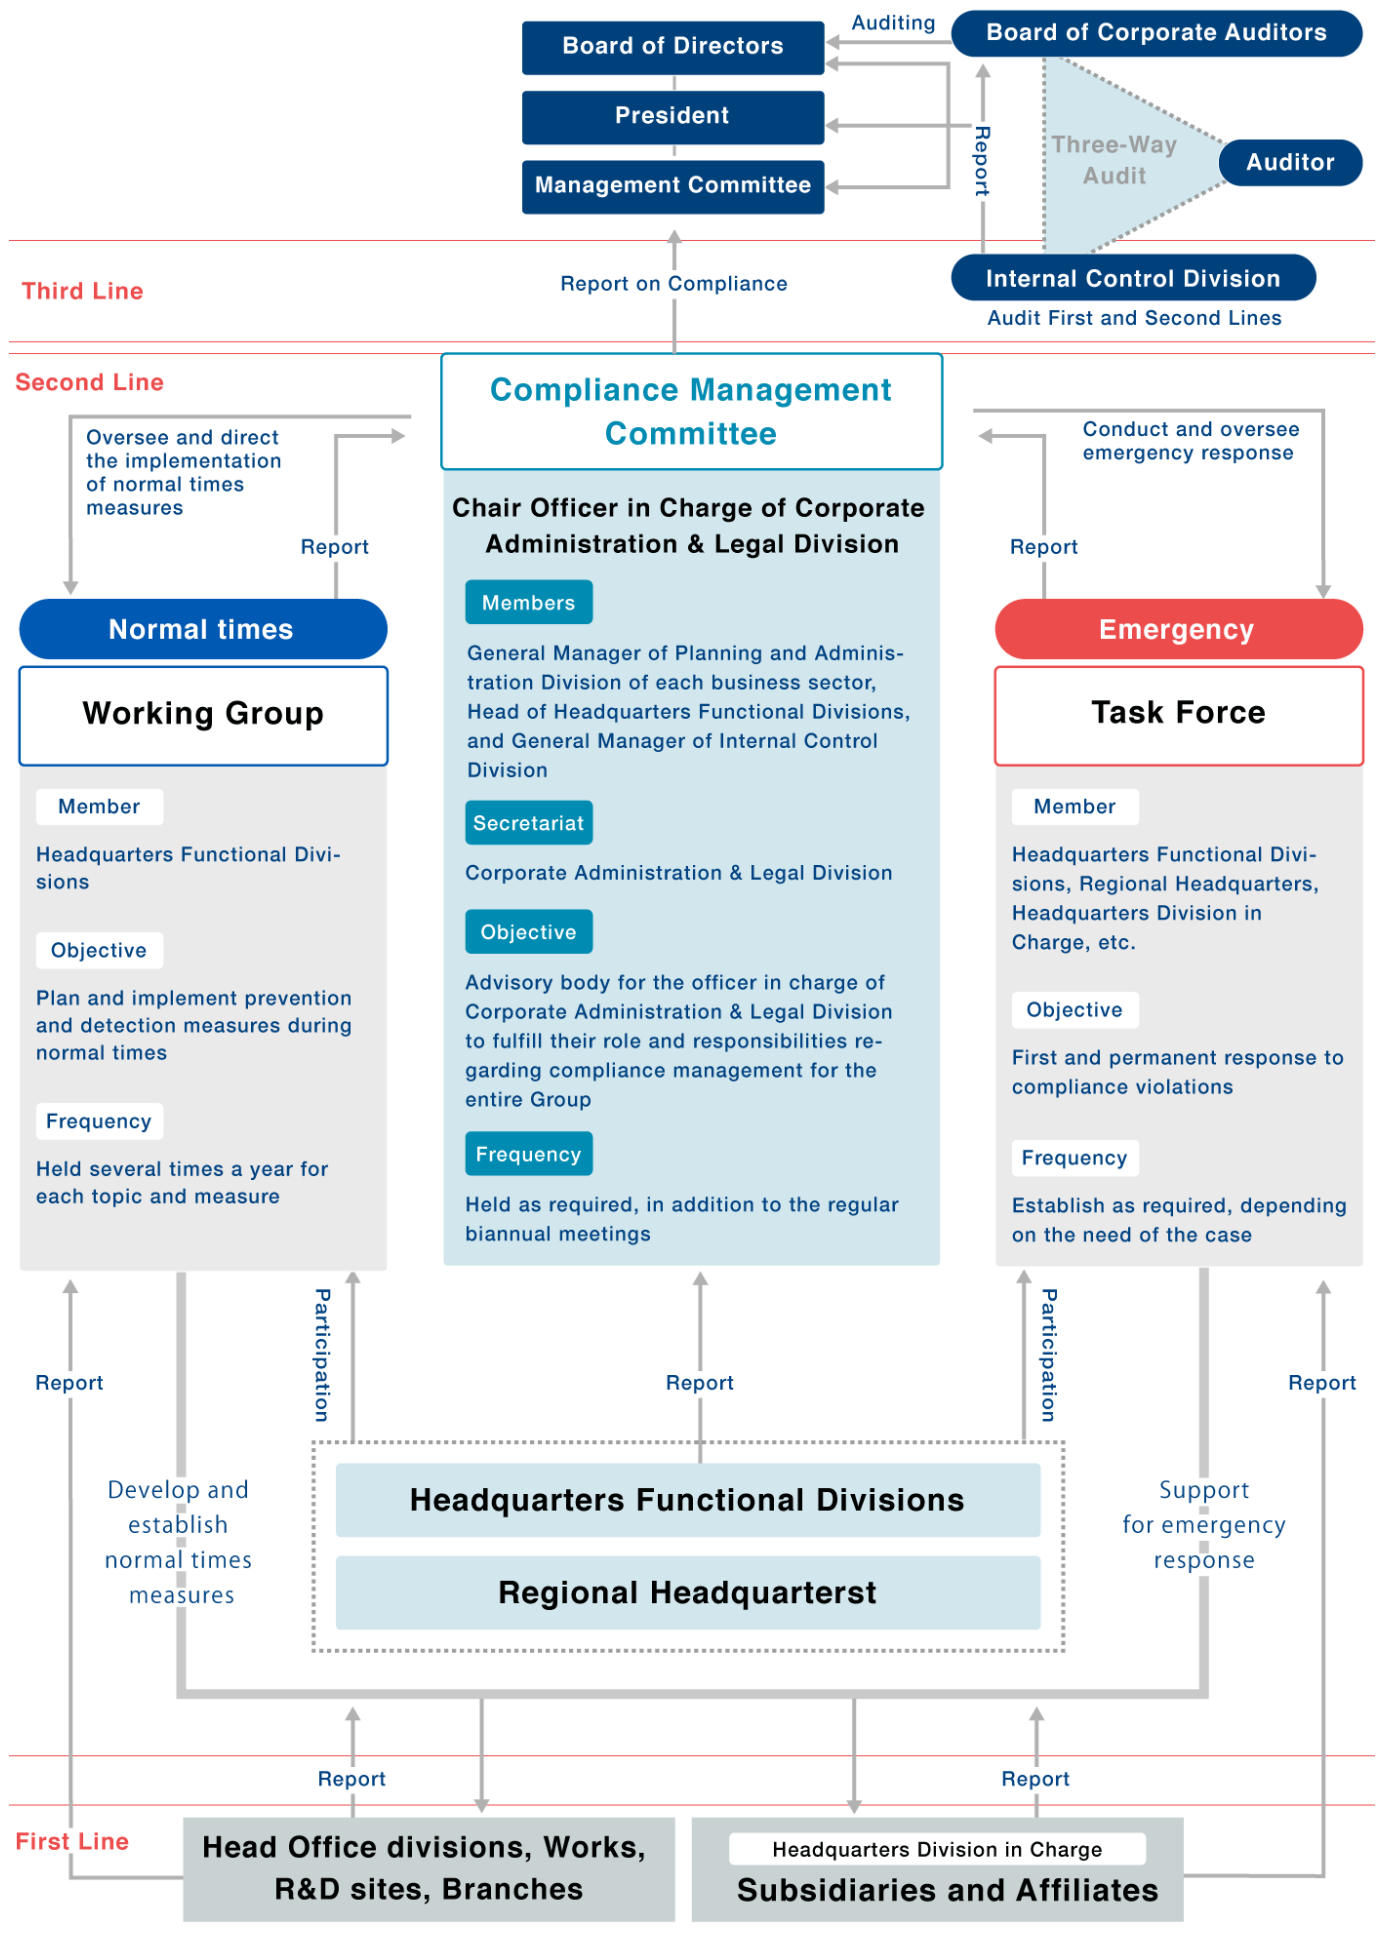 Board of Directors
Auditing
Board of Corporate Auditors
President
Report
Three-Way
Audit
Auditor
Management Committee
Third Line
Report on Compliance
Internal Control Division
Audit First and Second Lines
Second Line
Compliance Management
Committee
Oversee and direct
the implementation
of normal times
measures
Report
Conduct and oversee
emergency response
Report
Chair Officer in Charge of Corporate
Administration & Legal Division
Members
General Manager of Planning and Adminis-
tration Division of each business sector,
Head of Headquarters Functional Divisions,
and General Manager of Internal Control
Division
Secretariat
Corporate Administration & Legal Division
Objective
Advisory body for the officer in charge of
Corporate Administration & Legal Division
to fulfill their role and responsibilities re-
garding compliance management for the
entire Group
Frequency
Held as required, in addition to the regular
biannual meetings
Normal times
Working Group
Member
Headquarters Functional Divi-
sions
Objective
Plan and implement prevention
and detection measures during
normal times
Frequency
Held several times a year for
each topic and measure
Emergency
Task Force
Member
Headquarters Functional Divi-
sions, Regional Headquarters,
Headquarters Division in
Charge, etc.
Objective
First and permanent response to
compliance violations
Frequency
Establish as required, depending
on the need of the case
Report
Participation
Report
Participation
Report
Develop and
establish
normal times
measures
Headquarters Functional Divisions
Regional Headquarterst
Support
for emergency
response
Report
Report
First Line
Head Office divisions, Works,
R&D sites, Branches
Headquarters Division in Charge
Subsidiaries and Affiliates